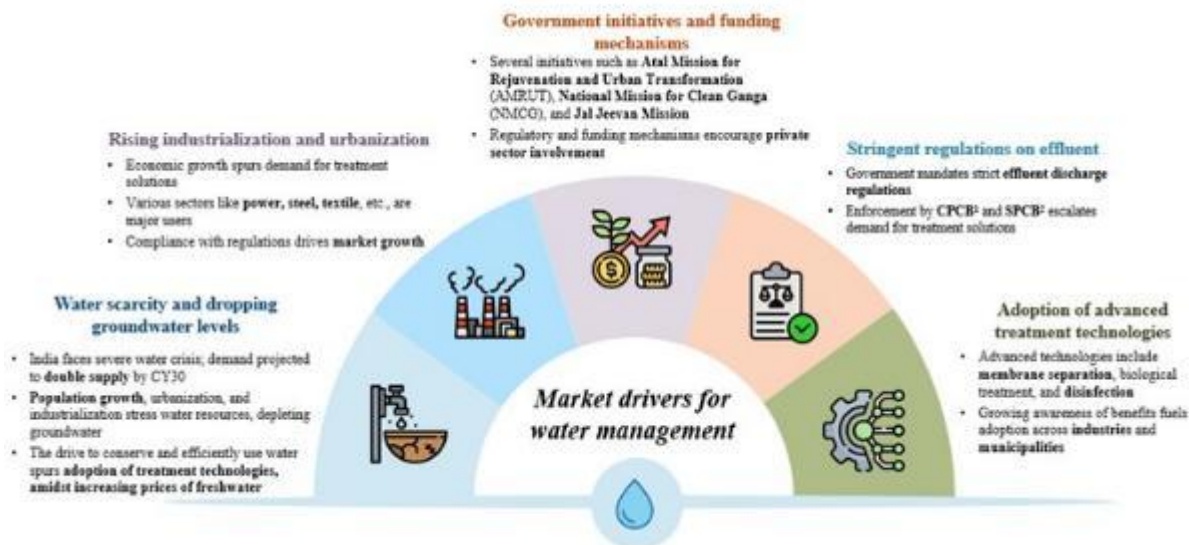 Government initiatives and funding
mechanisms
• Several initiatives such as Atal Mission for
Rejuvenation and Urban Transformation
(AMRUT), National Mission for Clean Ganga
(NMCG), and Jal Jeevan Mission
• Regulatory and funding mechanisms encourage private
sector involvement
Rising industrialization and urbanization
• Economic growth spurs demand for treatment
solutions
• Various sectors like power, steel, textile, etc., are
major users
• Compliance with regulations drives market growth
Stringent regulations on effluent
• Government mandates strict effluent discharge
regulations
• Enforcement by CPCB¹ and SPCB² escalates
demand for treatment solutions
Water scarcity and dropping
groundwater levels
• India faces severe water crisis; demand projected
to double supply by CY30
• Population growth, urbanization, and
industrialization stress water resources, depleting
groundwater
• The drive to conserve and efficiently use water
spurs adoption of treatment technologies,
amidst increasing prices of freshwater
Adoption of advanced
treatment technologies
• Advanced technologies include
membrane separation, biological
treatment, and disinfection
• Growing awareness of benefits fuels
adoption across industries and
municipalities
$
Market drivers for
water management